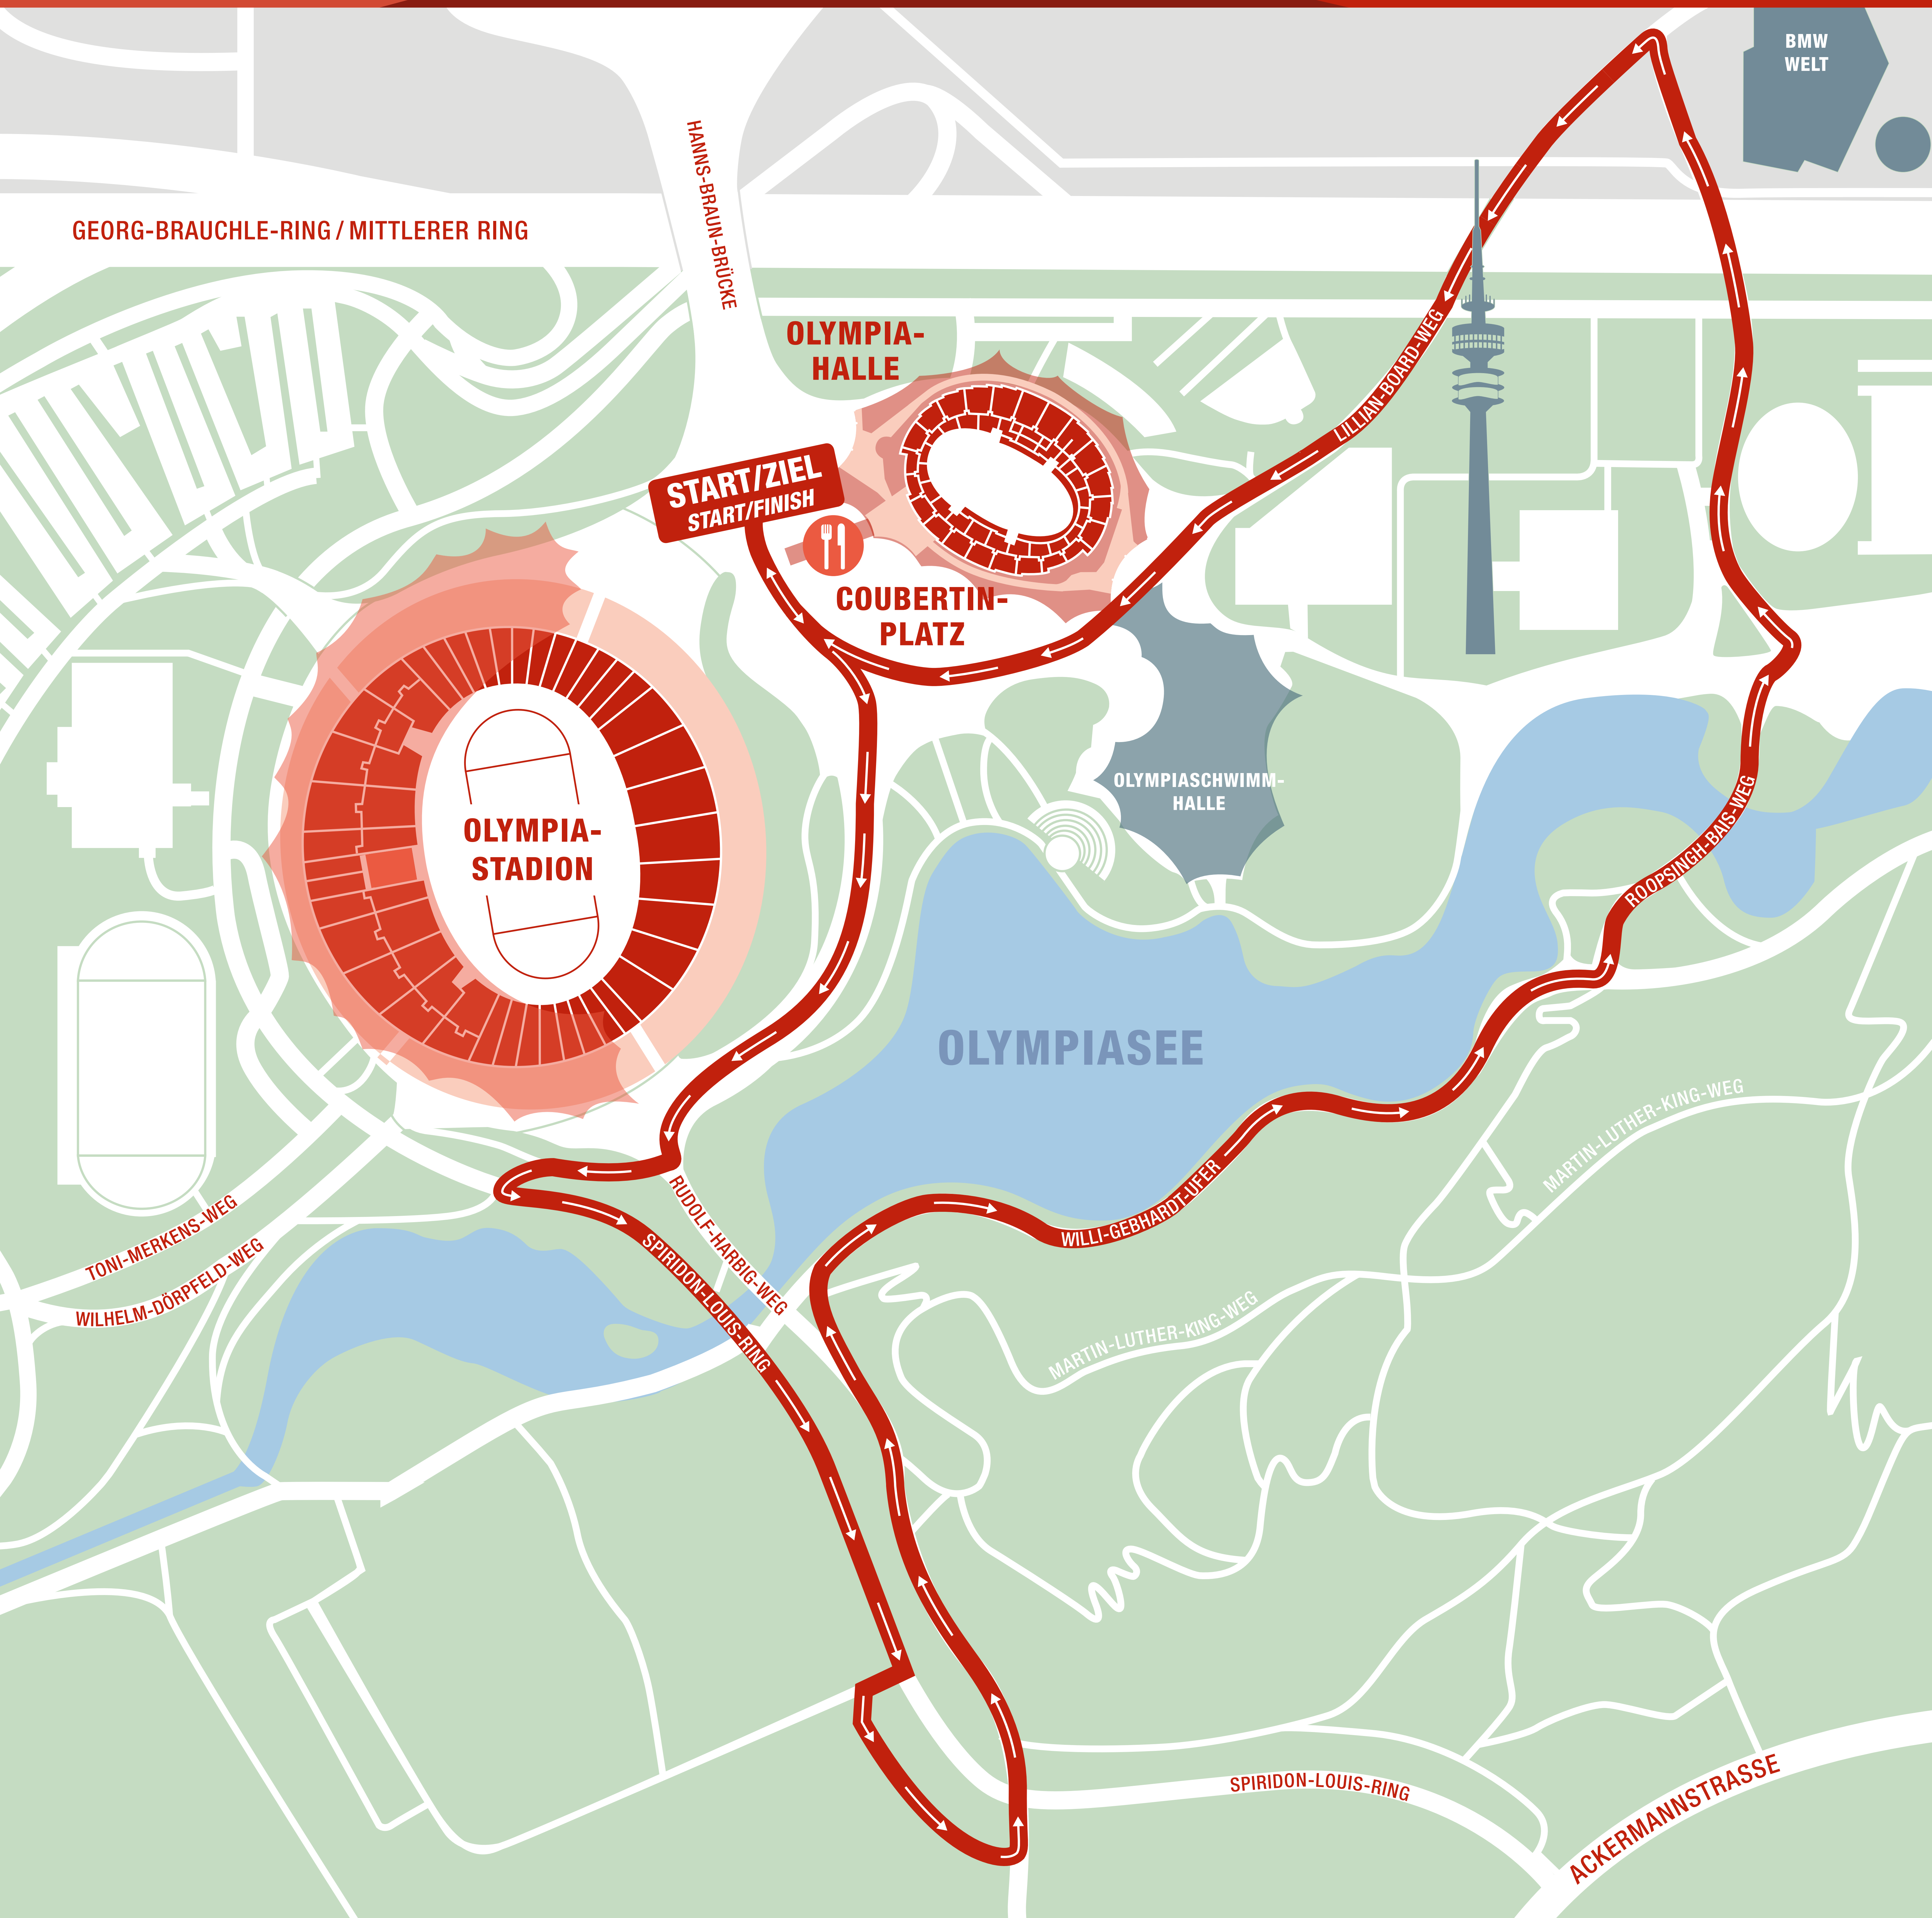 BMW
WELT
HANNS-BRAUN-BRÜCKE
GEORG-BRAUCHLE-RING / MITTLERER RING
OLYMPIA-
HALLE
LILLIAN-BOARD-WEG
START/ZIEL
START/FINISH
COUBERTIN-
PLATZ
OLYMPIASCHWIMM-
HALLE
OLYMPIA-
STADION
ROOPSINGH-BAIS-WEG
OLYMPIASEE
MARTIN-LUTHER-KING-WEG
WILLI-GEBHARDT-UFER
RUDOLF-HARBIG-WEG
TONI-MERKENS-WEG
WILHELM-DÖRPFELD-WEG
SPIRIDON-LOUIS-RING
MARTIN-LUTHER-KING-WEG
SPIRIDON-LOUIS-RING
ACKERMANNSTRASSE